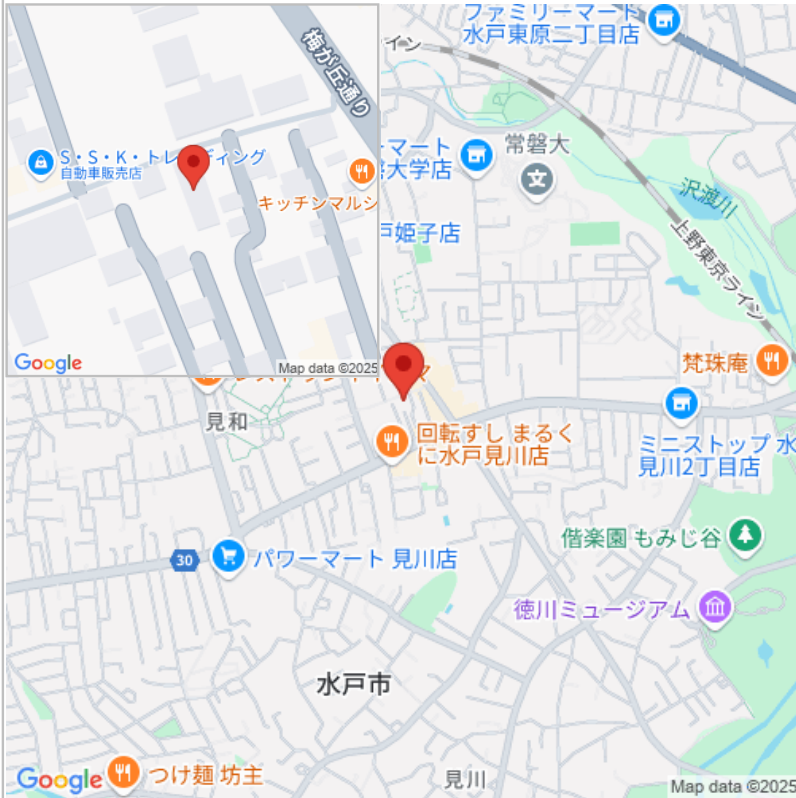 梅が丘通り
S・S・K・トレーディング
自動車販売店
キッチンマルシ
Google
Map data ©2025
ファミリーマート
水戸東原二丁目店
イン
ーマート
磐大学店
常磐大
沢渡川
戸姫子店
上野東京ライン
梵珠庵
見和
回転すし まるく
に水戸見川店
ミニストップ 水
見川2丁目店
偕楽園 もみじ谷
30
パワーマート 見川店
徳川ミュージアム
水戸市
つけ麺 坊主
見川
Google
Map data ©2025